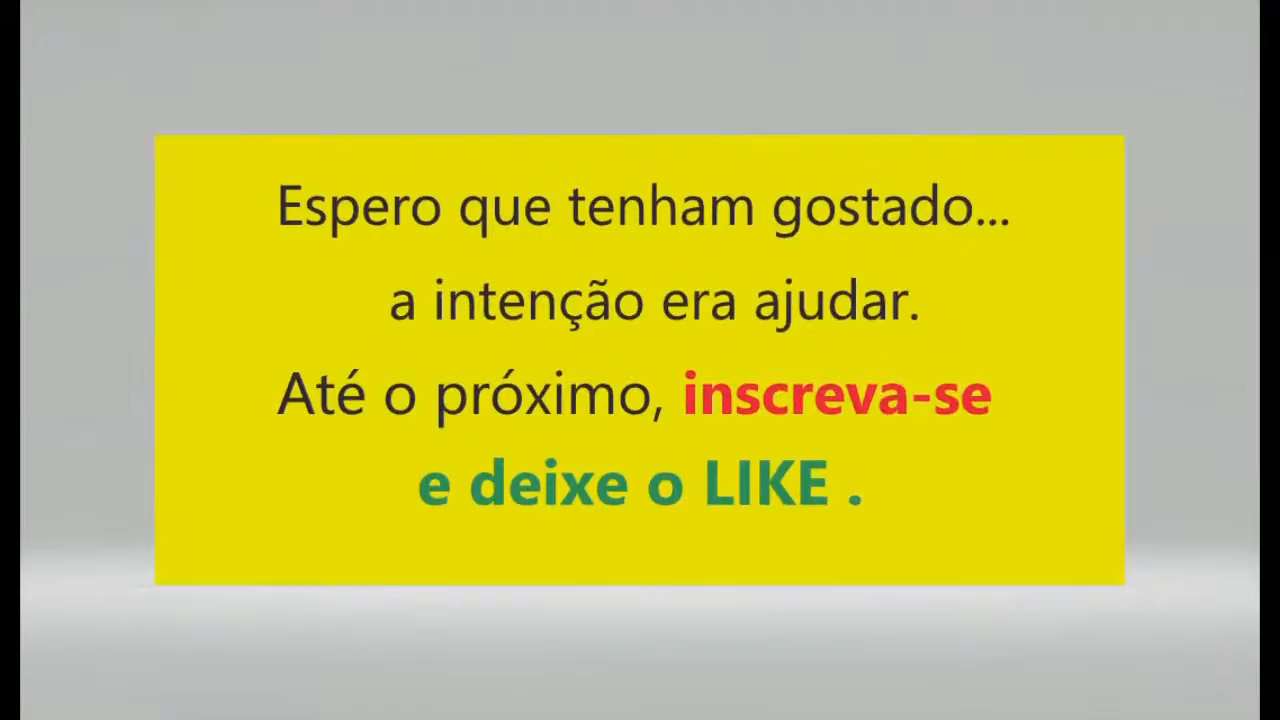 Espero que tenham gostado...
a intenção era ajudar.
Até o próximo, inscreva-se
e deixe o LIKE .